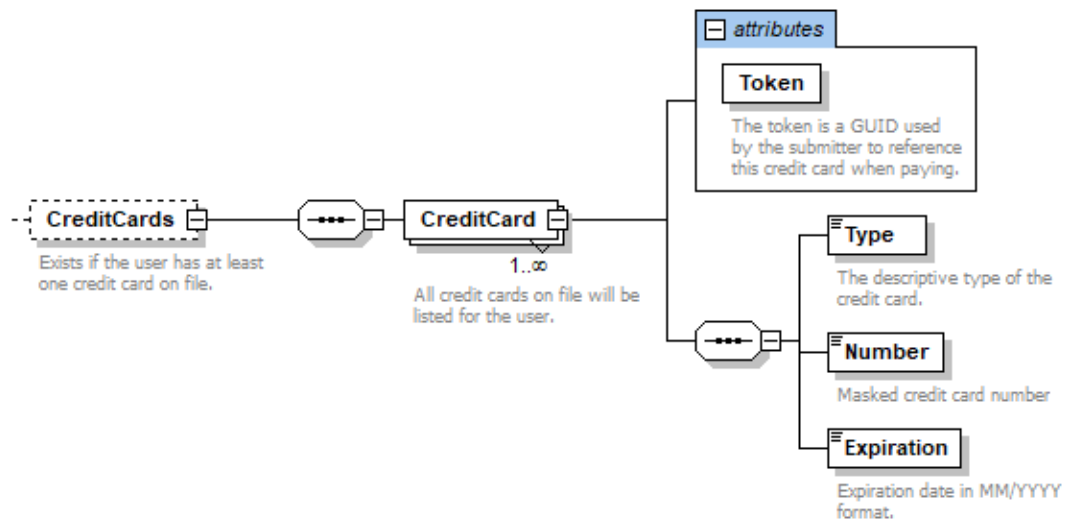 attributes
Token
The token is a GUID used
by the submitter to reference
this credit card when paying.
CreditCards
Exists if the user has at least
one credit card on file.
CreditCard
1..∞
All credit cards on file will be
listed for the user.
Type
The descriptive type of the
credit card.
Number
Masked credit card number
Expiration
Expiration date in MM/YYYY
format.